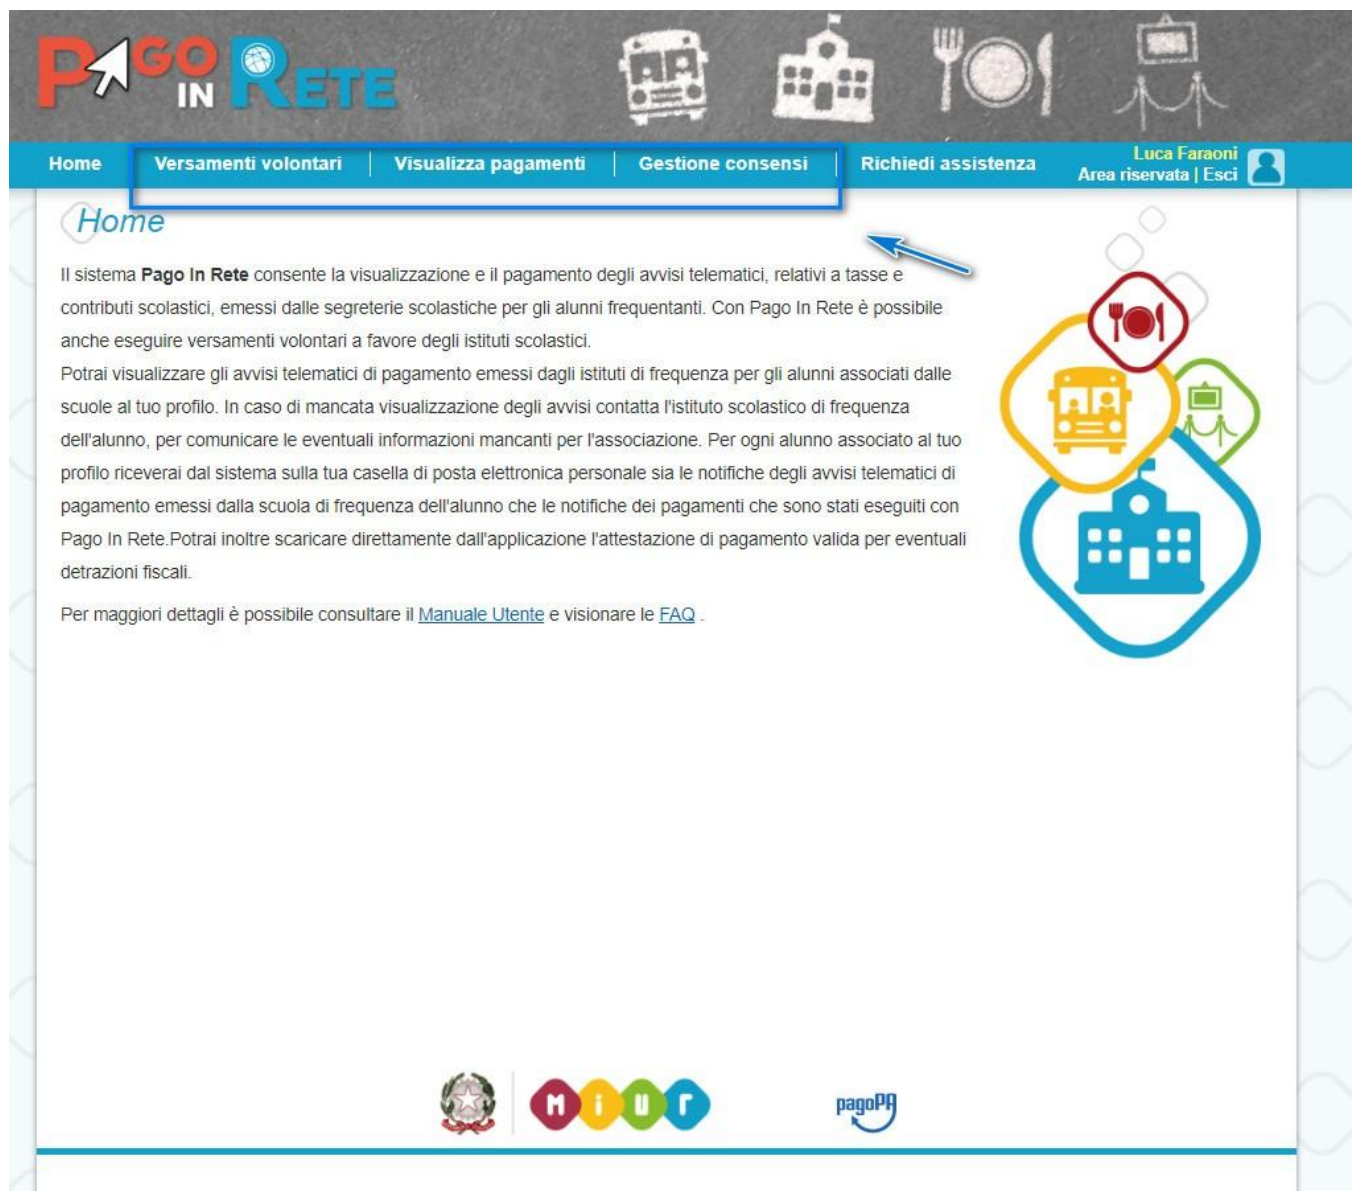 PAGO IN RETE
Home Versamenti volontari Visualizza pagamenti Gestione consensi Richiedi assistenza
Luca Faraoni
Area riservata | Esci
Home
Il sistema Pago In Rete consente la visualizzazione e il pagamento degli avvisi telematici, relativi a tasse e
contributi scolastici, emessi dalle segreterie scolastiche per gli alunni frequentanti. Con Pago In Rete è possibile
anche eseguire versamenti volontari a favore degli istituti scolastici.
Potrai visualizzare gli avvisi telematici di pagamento emessi dagli istituti di frequenza per gli alunni associati dalle
scuole al tuo profilo. In caso di mancata visualizzazione degli avvisi contatta l'istituto scolastico di frequenza
dell'alunno, per comunicare le eventuali informazioni mancanti per l'associazione. Per ogni alunno associato al tuo
profilo riceverai dal sistema sulla tua casella di posta elettronica personale sia le notifiche degli avvisi telematici di
pagamento emessi dalla scuola di frequenza dell'alunno che le notifiche dei pagamenti che sono stati eseguiti con
Pago In Rete.Potrai inoltre scaricare direttamente dall'applicazione l'attestazione di pagamento valida per eventuali
detrazioni fiscali.
Per maggiori dettagli è possibile consultare il Manuale Utente e visionare le FAQ .
Miur
pagoPA